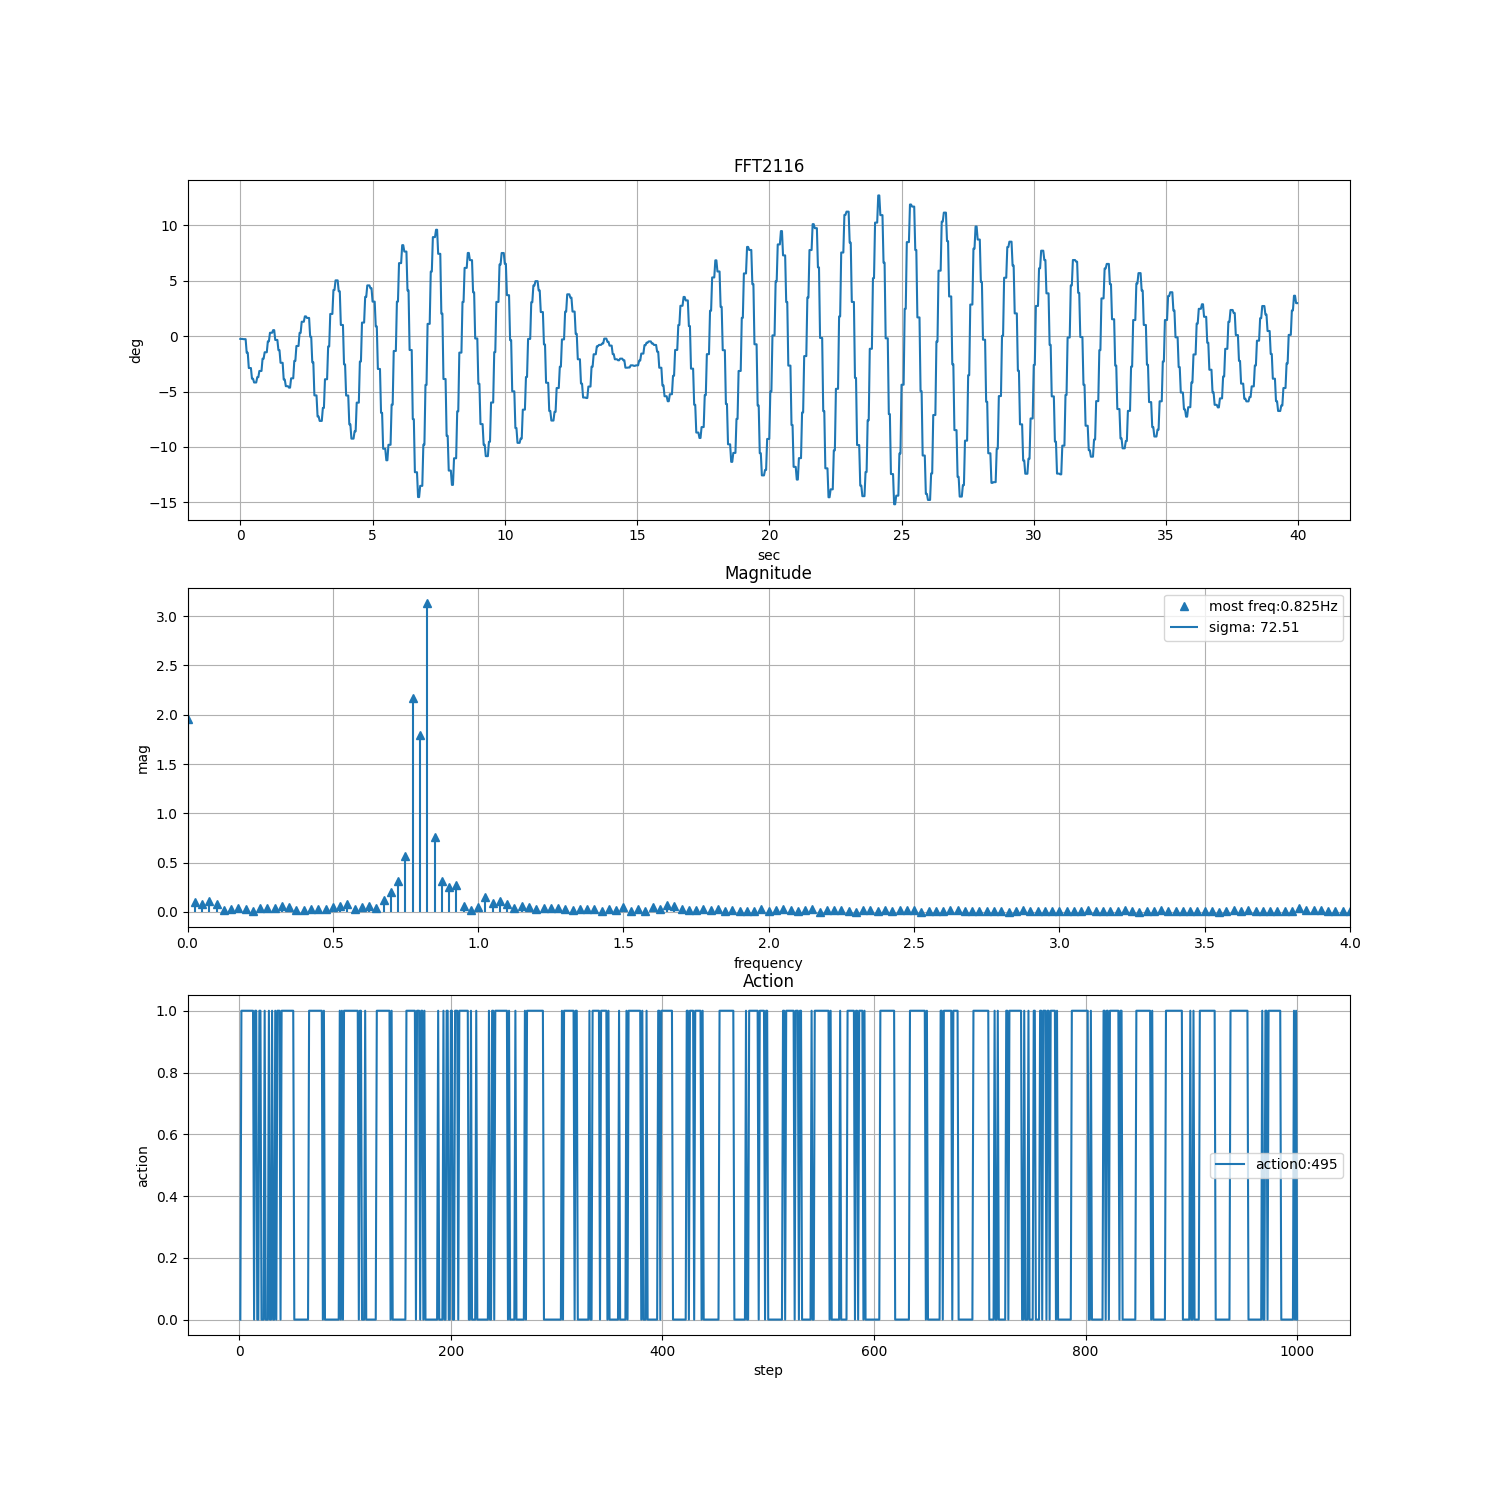 FFT2116
10
5
0
−5
−10
−15
deg
0 5 10 15 20 25 30 35 40
sec
Magnitude
most freq:0.825Hz
sigma: 72.51
3.0
2.5
2.0
1.5
1.0
0.5
0.0
mag
0.0 0.5 1.0 1.5 2.0 2.5 3.0 3.5 4.0
frequency
Action
1.0
0.8
0.6
0.4
0.2
0.0
action
action0:495
0 200 400 600 800 1000
step